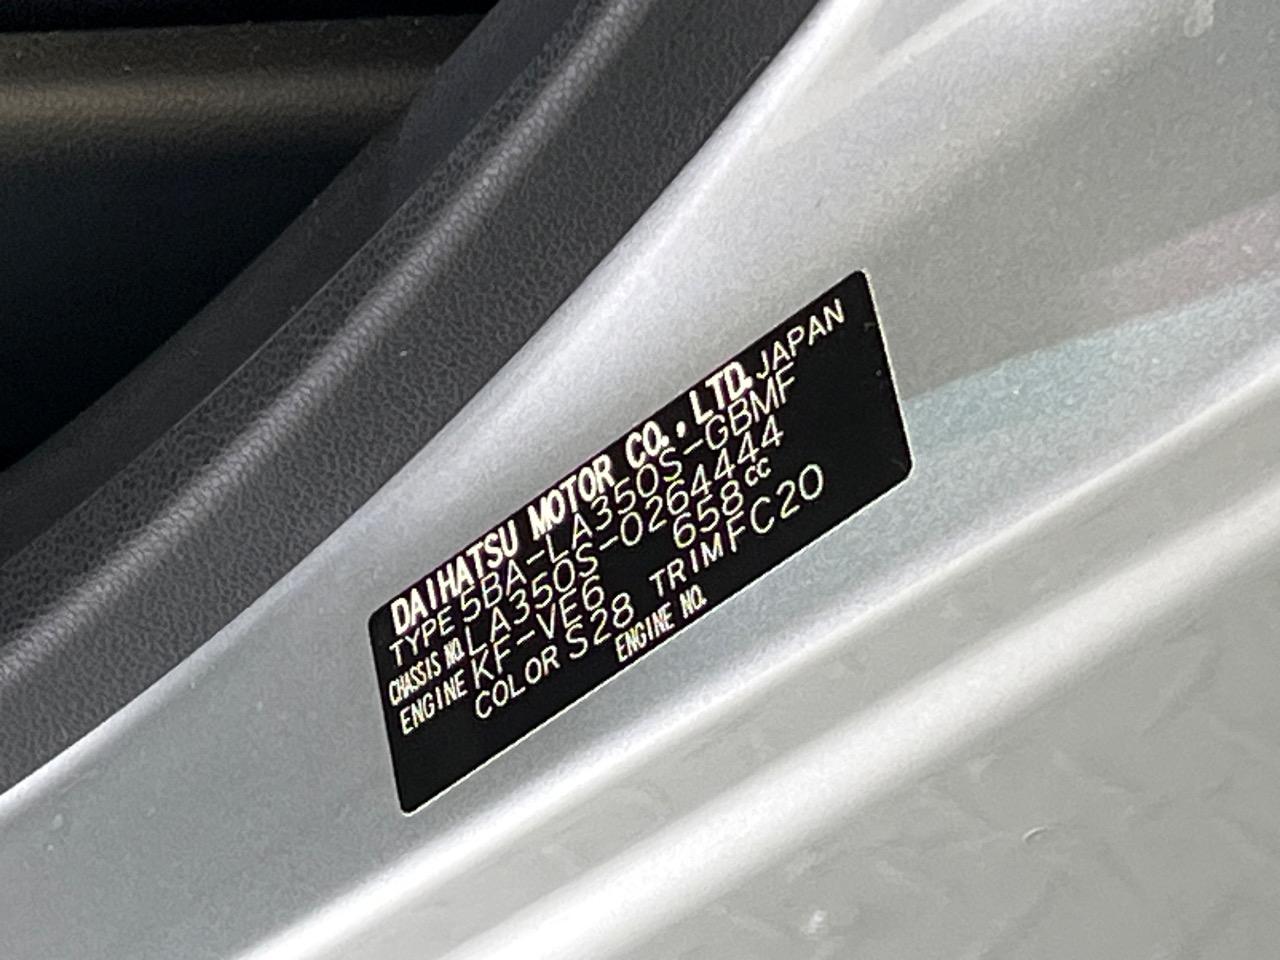 DAIHATSU MOTOR CO., LTD. JAPAN
TYPE 5BA-LA350S-GBMF
CHASSIS NO. LA350S-0264444
ENGINE KF-VE6 658cc
COLOR S28 TRIM FC20
ENGINE NO.